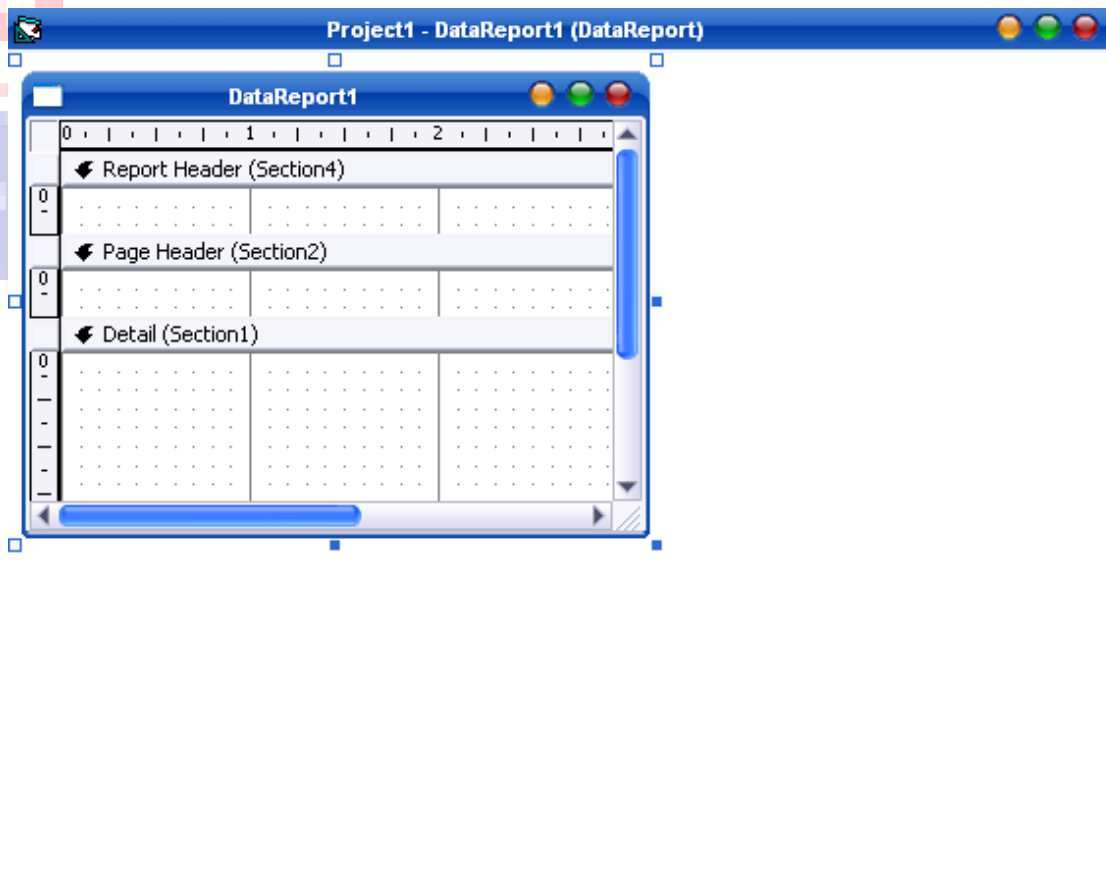 Project1 - DataReport1 (DataReport)
DataReport1
0 1 2
Report Header (Section4)
0
Page Header (Section2)
0
Detail (Section1)
0